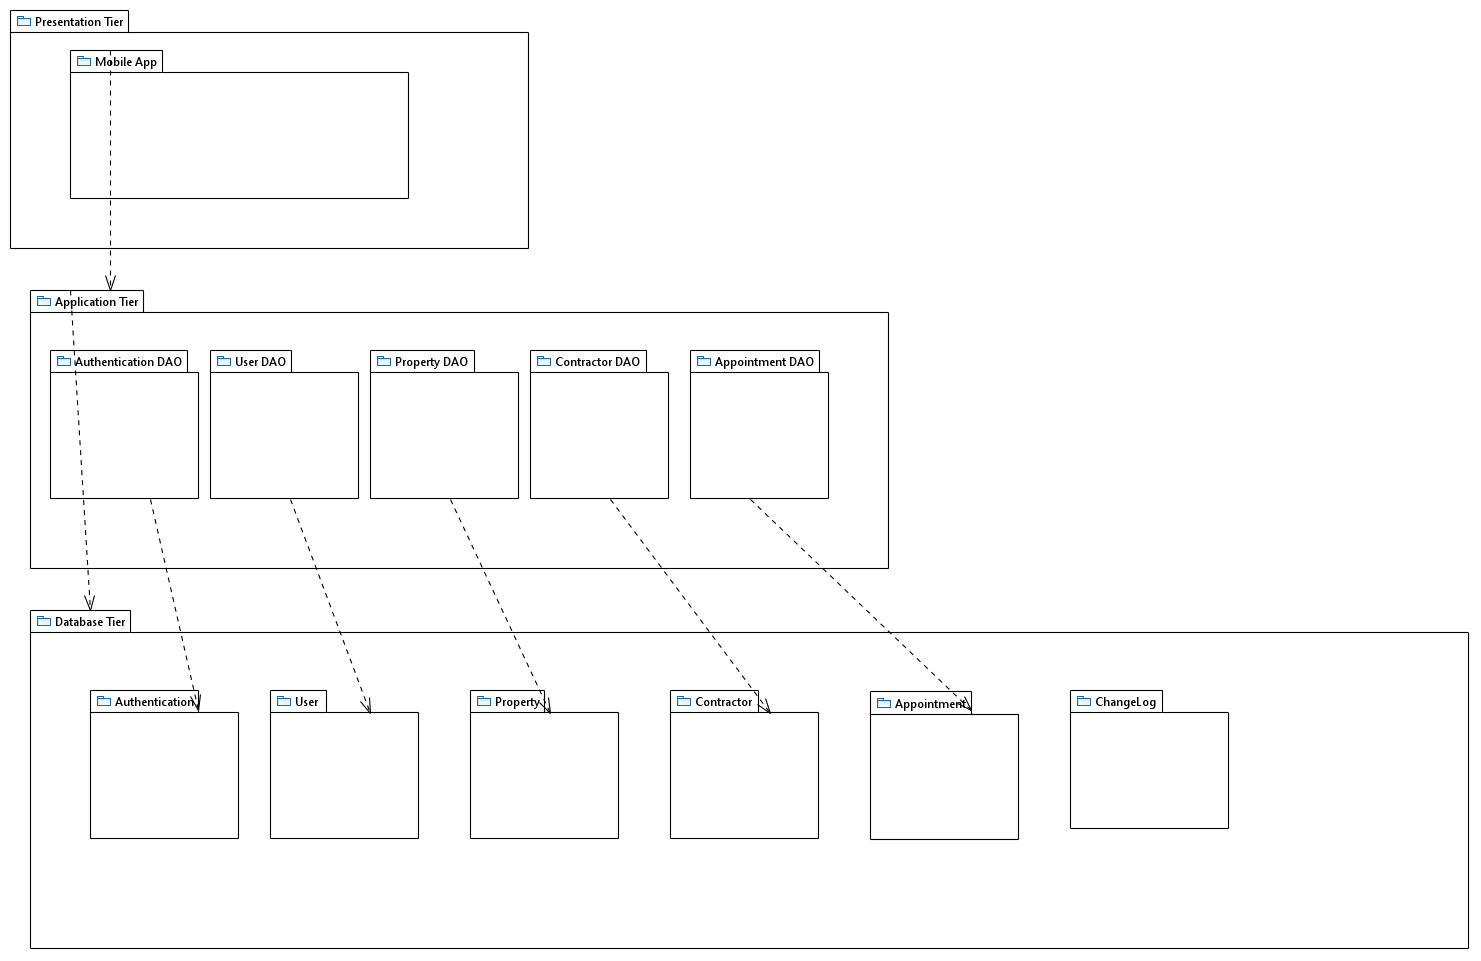 Presentation Tier
Mobile App
Application Tier
Authentication DAO
User DAO
Property DAO
Contractor DAO
Appointment DAO
Database Tier
Authentication
User
Property
Contractor
Appointment
ChangeLog